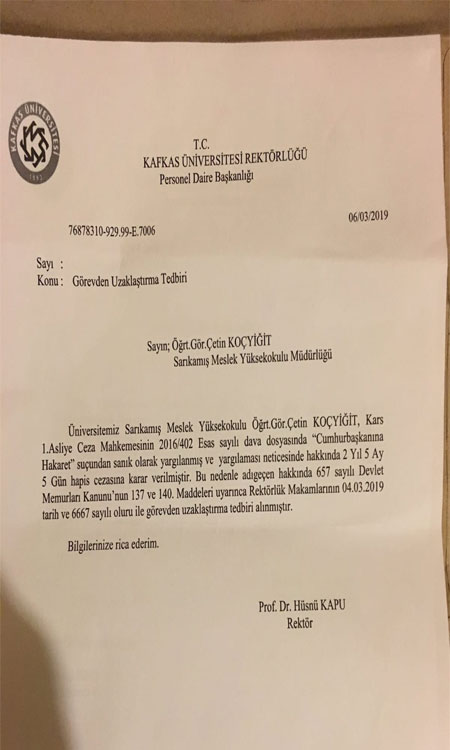 KAFKAS ÜNİVERSİTESİ
1992
T.C.
KAFKAS ÜNİVERSİTESİ REKTÖRLÜĞÜ
Personel Daire Başkanlığı
06/03/2019
76878310-929.99-E.7006
Sayı :
Konu : Görevden Uzaklaştırma Tedbiri
Sayın; Öğrt.Gör.Çetin KOÇYİĞİT
Sarıkamış Meslek Yüksekokulu Müdürlüğü
Üniversitemiz Sarıkamış Meslek Yüksekokulu Öğrt.Gör.Çetin KOÇYİĞİT, Kars
1.Asliye Ceza Mahkemesinin 2016/402 Esas sayılı dava dosyasında “Cumhurbaşkanına
Hakaret” suçundan sanık olarak yargılanmış ve yargılaması neticesinde hakkında 2 Yıl 5 Ay
5 Gün hapis cezasına karar verilmiştir. Bu nedenle adıgeçen hakkında 657 sayılı Devlet
Memurları Kanunu’nun 137 ve 140. Maddeleri uyarınca Rektörlük Makamlarının 04.03.2019
tarih ve 6667 sayılı oluru ile görevden uzaklaştırma tedbiri alınmıştır.
Bilgilerinize rica ederim.
Prof. Dr. Hüsnü KAPU
Rektör